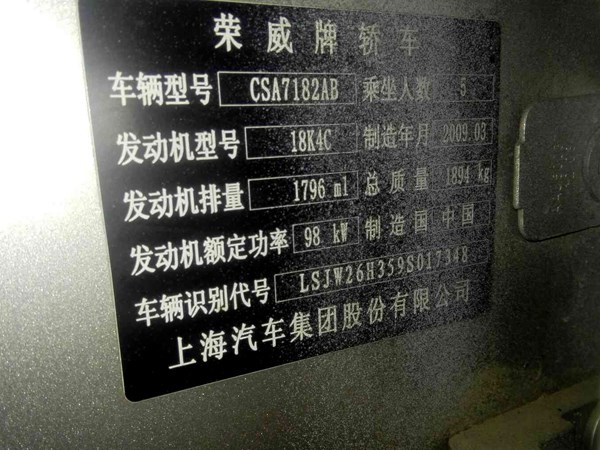 荣威牌轿车
车辆型号 CSA7182AB 乘坐人数 5
发动机型号 18K4C 制造年月 2009.03
发动机排量 1796 ml 总质量 1894 kg
发动机额定功率 98 kW 制造国 中国
车辆识别代号 LSJW26H359S017348
上海汽车集团股份有限公司